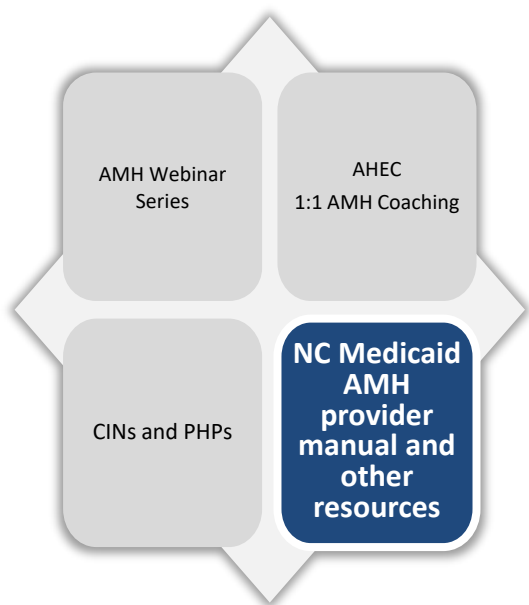 AMH Webinar
Series
AHEC
1:1 AMH Coaching
CINs and PHPs
NC Medicaid
AMH
provider
manual and
other
resources